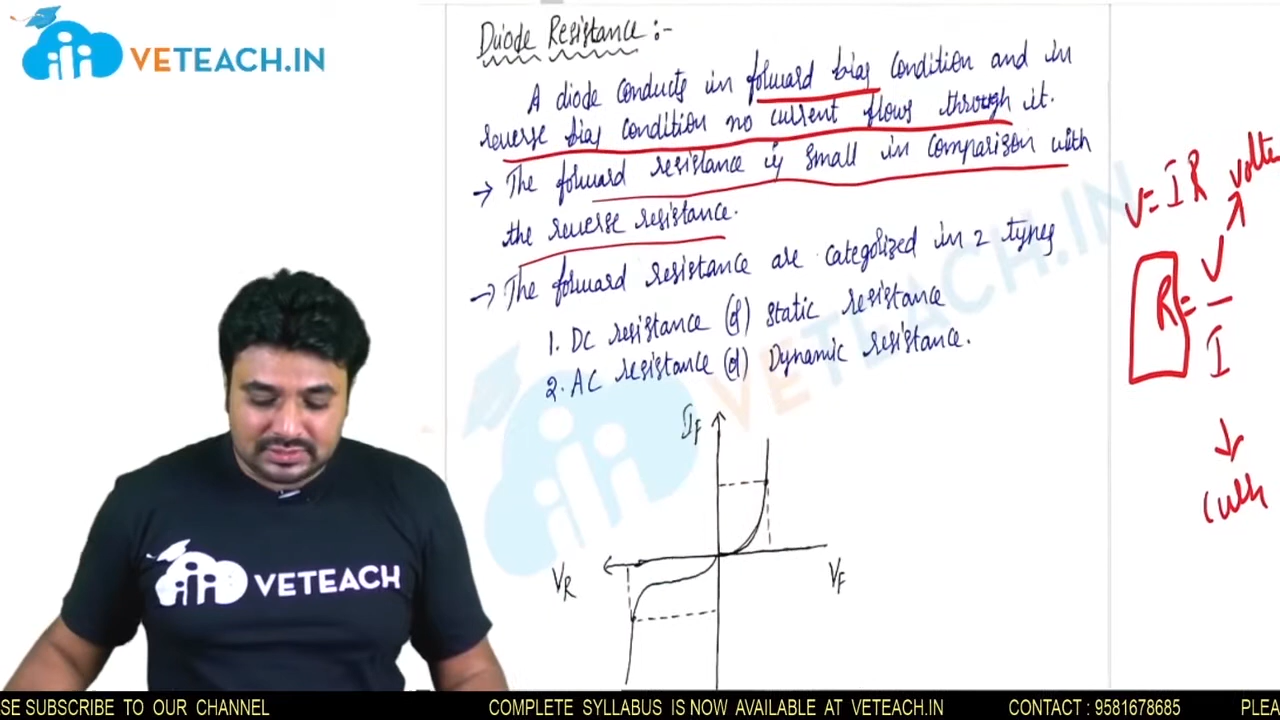 VETEACH.IN
Diode Resistance :-
A diode conducts in forward bias condition and in
reverse bias condition no current flows through it.
→ The forward resistance is small in comparison with
the reverse resistance.
→ The forward resistance are categorized in 2 types
1. DC resistance (or) static resistance
2. AC resistance (or) Dynamic resistance.
V = IR
R = V
I
IF
VR
VF
VETEACH.IN
VETEACH
SE SUBSCRIBE TO OUR CHANNEL COMPLETE SYLLABUS IS NOW AVAILABLE AT VETEACH.IN CONTACT : 9581678685 PLEA